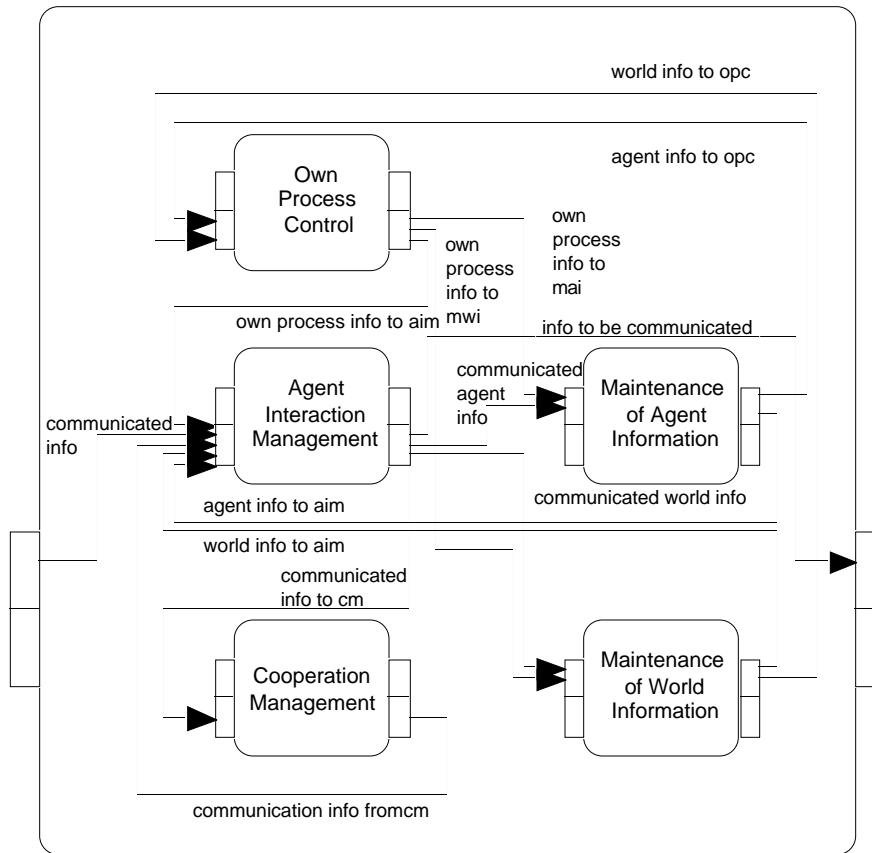 world info to opc
agent info to opc
Own
Process
Control
own
process
info to
mwi
own
process
info to
mai
own process info to aim
info to be communicated
communicated
info
Agent
Interaction
Management
communicated
agent
info
Maintenance
of Agent
Information
agent info to aim
communicated world info
world info to aim
communicated
info to cm
Cooperation
Management
Maintenance
of World
Information
communication info fromcm